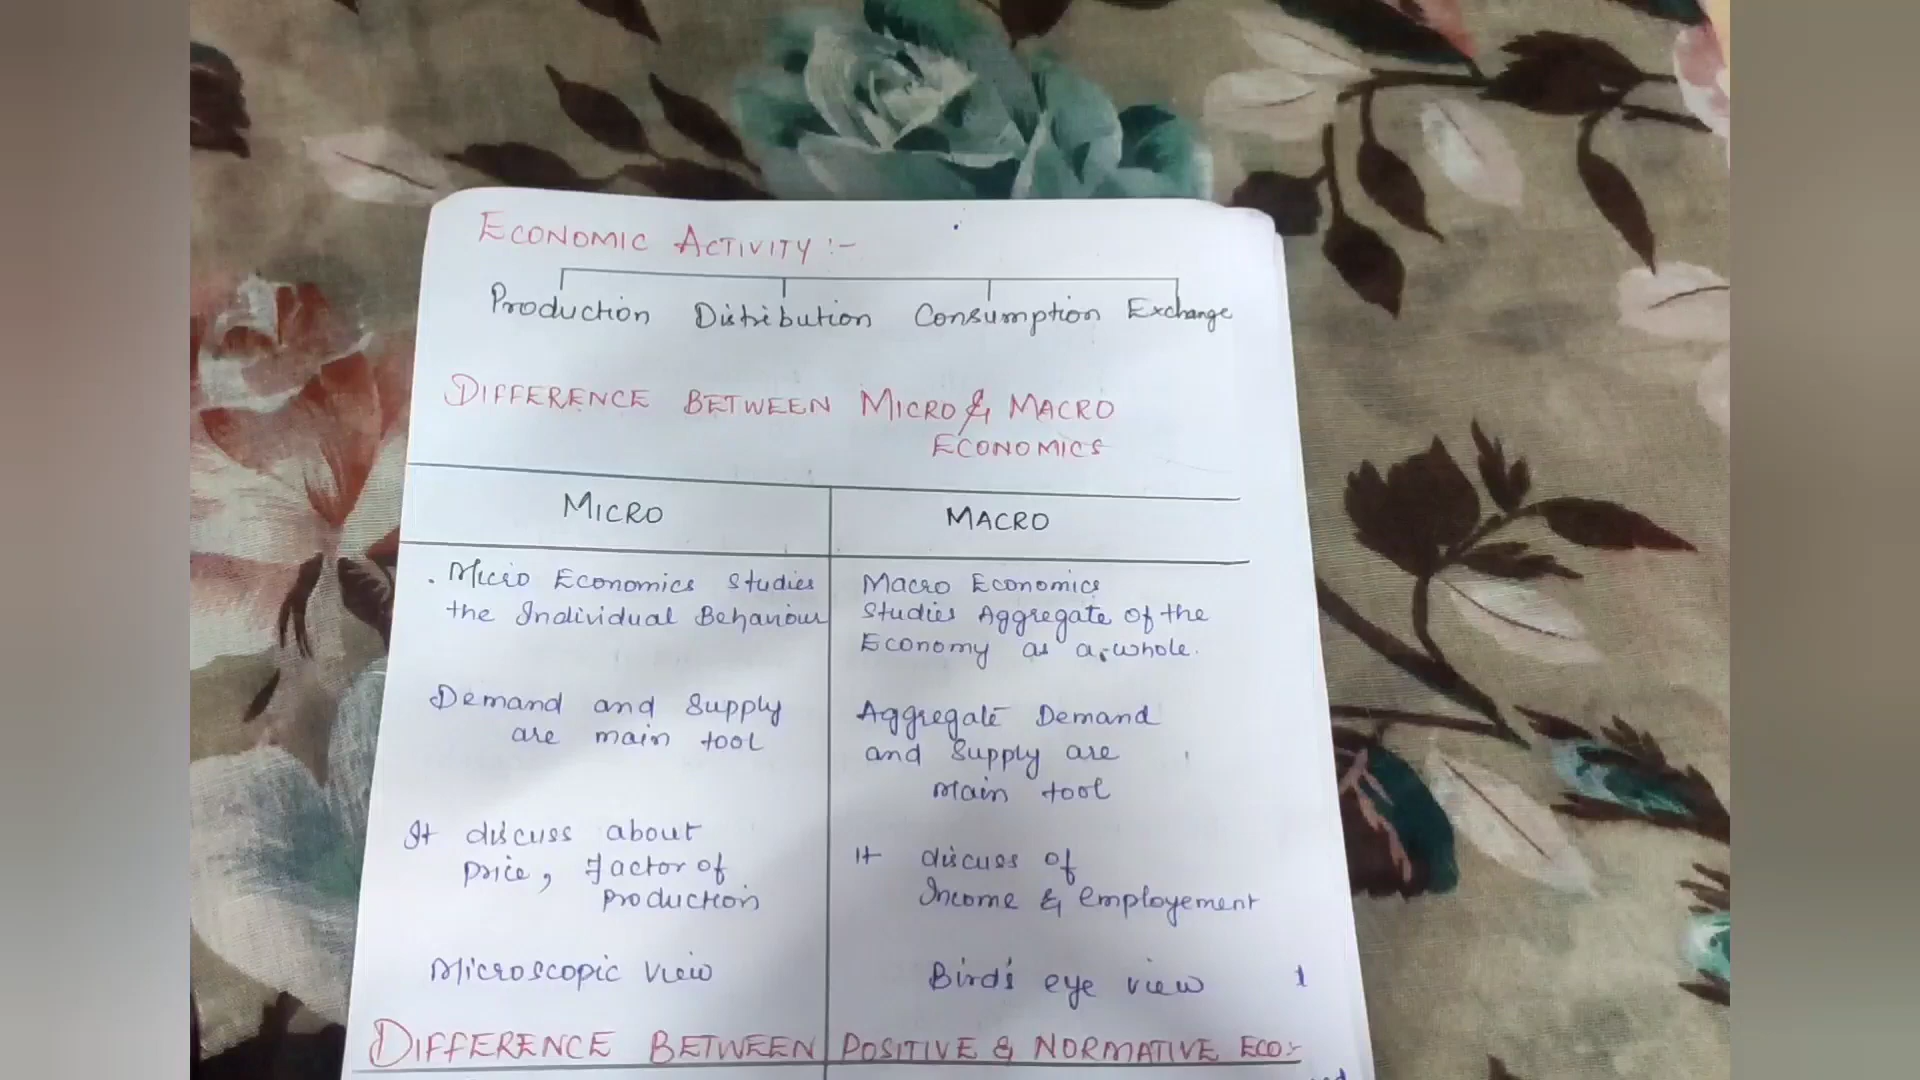 ECONOMIC ACTIVITY :-
Production Distribution Consumption Exchange
DIFFERENCE BETWEEN MICRO & MACRO
ECONOMICS
MICRO
MACRO
. Micro Economics Studies
the Individual Behaviour
Macro Economics
Studies Aggregate of the
Economy as a whole.
Demand and Supply
are main tool
Aggregate Demand
and Supply are
Main tool
It discuss about
Price, Factor of
Production
It discuss of
Income & employement
Microscopic View
Bird's eye view
1
DIFFERENCE BETWEEN POSITIVE & NORMATIVE ECO:-